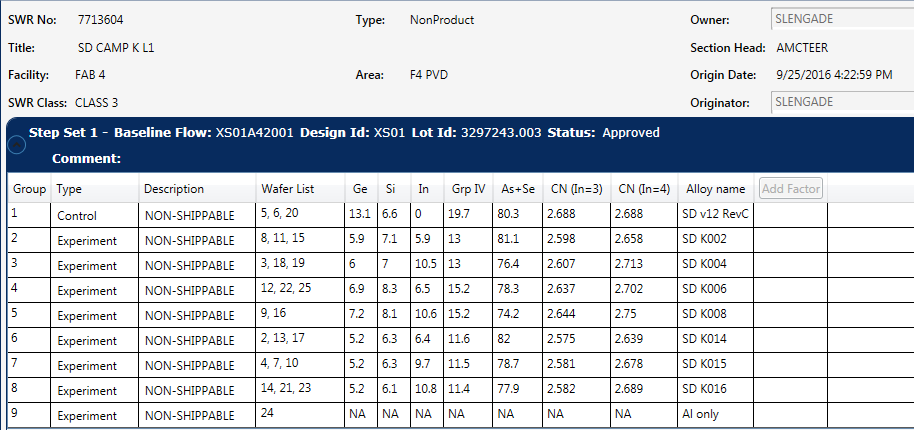 SWR No: 7713604 Type: NonProduct Owner: SLENGADE
Title: SD CAMP K L1 Section Head: AMCTEER
Facility: FAB 4 Area: F4 PVD Origin Date: 9/25/2016 4:22:59 PM
SWR Class: CLASS 3 Originator: SLENGADE
Step Set 1 - Baseline Flow: XS01A42001 Design Id: XS01 Lot Id: 3297243.003 Status: Approved
Comment:
Group Type Description Wafer List Ge Si In Grp IV As+Se CN (In=3) CN (In=4) Alloy name Add Factor
1 Control NON-SHIPPABLE 5, 6, 20 13.1 6.6 0 19.7 80.3 2.688 2.688 SD v12 RevC
2 Experiment NON-SHIPPABLE 8, 11, 15 5.9 7.1 5.9 13 81.1 2.598 2.658 SD K002
3 Experiment NON-SHIPPABLE 3, 18, 19 6 7 10.5 13 76.4 2.607 2.713 SD K004
4 Experiment NON-SHIPPABLE 12, 22, 25 6.9 8.3 6.5 15.2 78.3 2.637 2.702 SD K006
5 Experiment NON-SHIPPABLE 9, 16 7.2 8.1 10.6 15.2 74.2 2.644 2.75 SD K008
6 Experiment NON-SHIPPABLE 2, 13, 17 5.2 6.3 6.4 11.6 82 2.575 2.639 SD K014
7 Experiment NON-SHIPPABLE 4, 7, 10 5.2 6.3 9.7 11.5 78.7 2.581 2.678 SD K015
8 Experiment NON-SHIPPABLE 14, 21, 23 5.2 6.1 10.8 11.4 77.9 2.582 2.689 SD K016
9 Experiment NON-SHIPPABLE 24 NA NA NA NA NA NA NA Al only